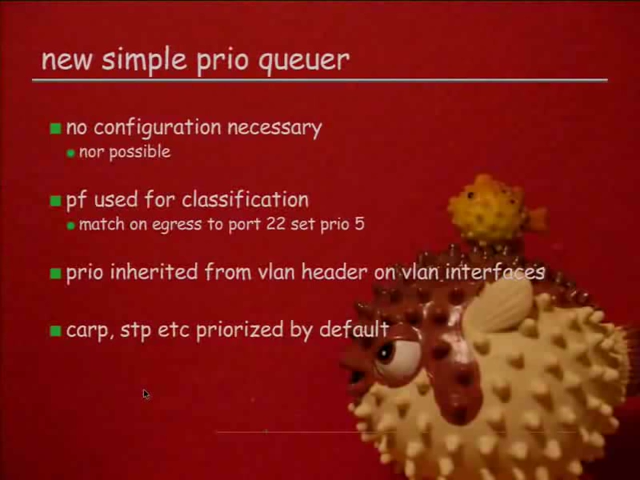 new simple prio queuer
no configuration necessary
nor possible
pf used for classification
match on egress to port 22 set prio 5
prio inherited from vlan header on vlan interfaces
carp, stp etc priorized by default